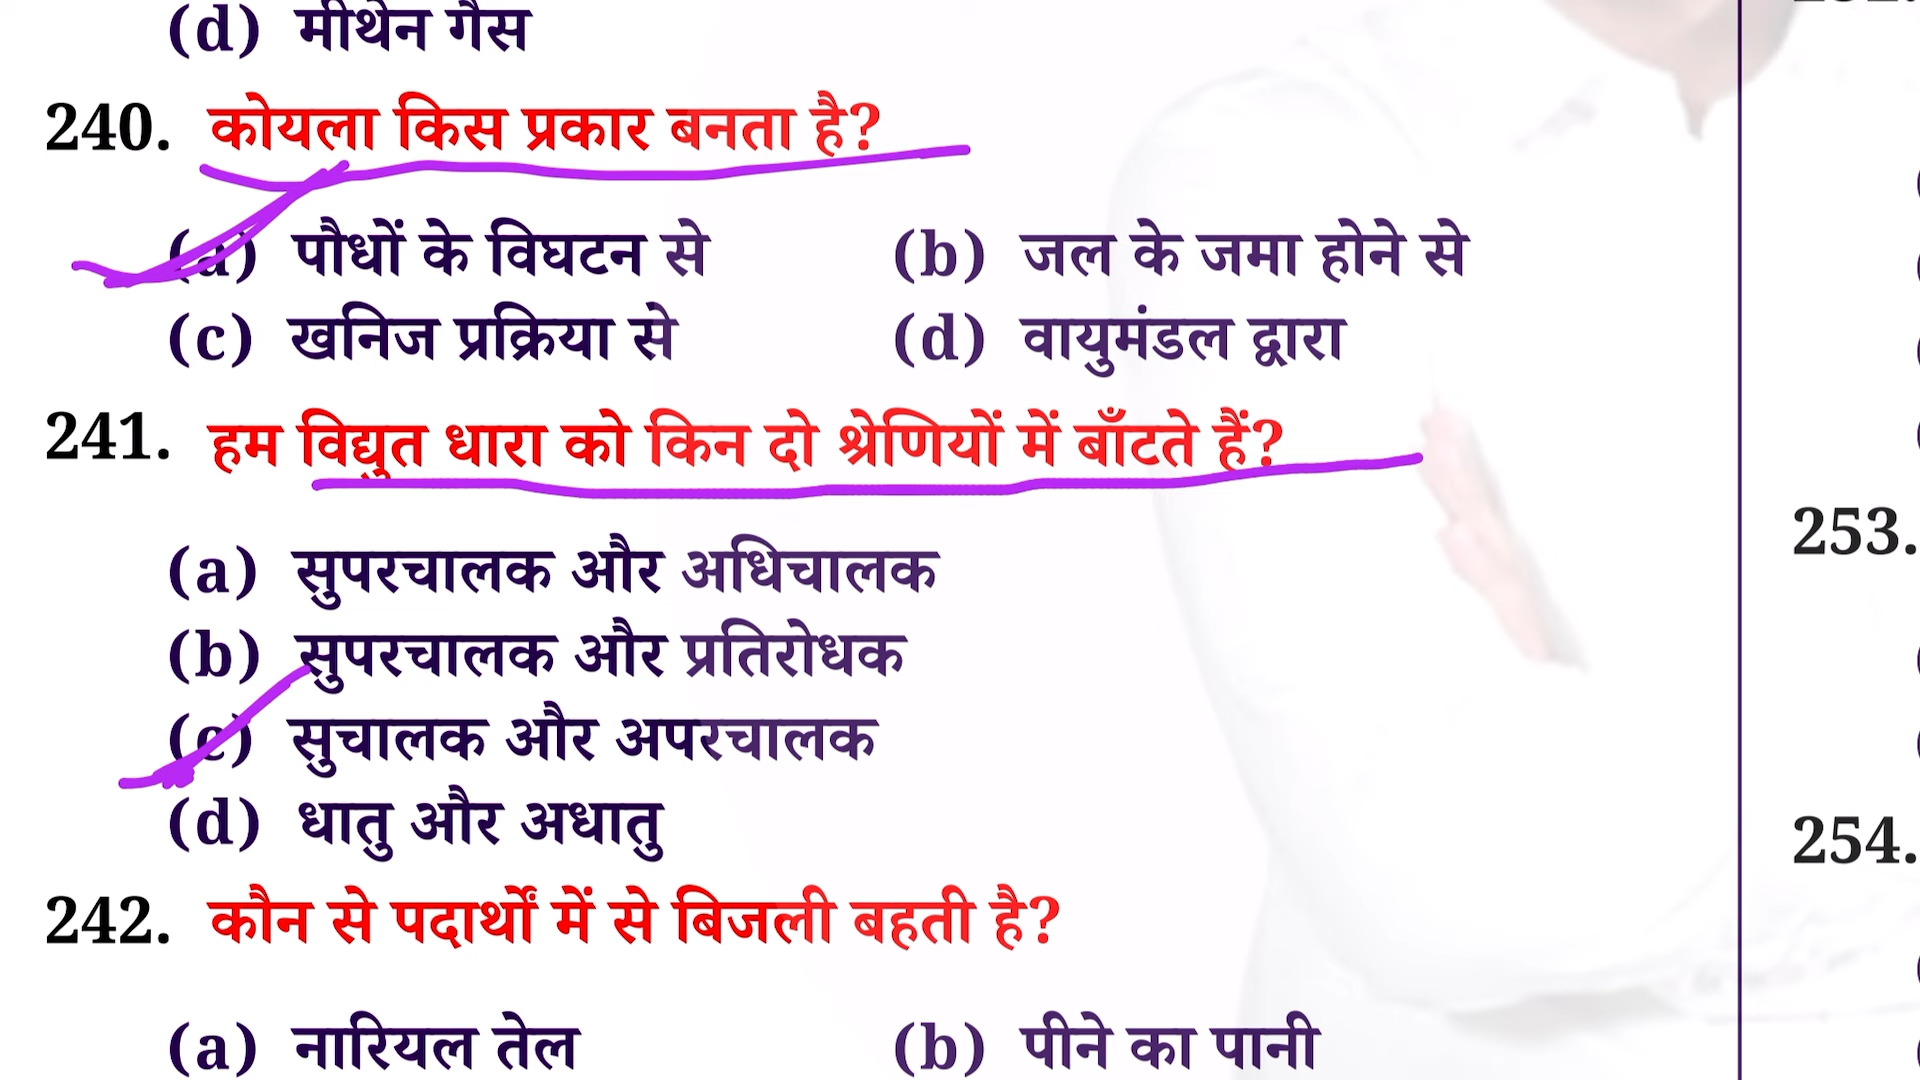 (d) मीथेन गैस
240. कोयला किस प्रकार बनता है?
(a) पौधों के विघटन से (b) जल के जमा होने से
(c) खनिज प्रक्रिया से (d) वायुमंडल द्वारा
241. हम विद्युत धारा को किन दो श्रेणियों में बाँटते हैं?
(a) सुपरचालक और अधिचालक
(b) सुपरचालक और प्रतिरोधक
(c) सुचालक और अपरचालक
(d) धातु और अधातु
242. कौन से पदार्थों में से बिजली बहती है?
(a) नारियल तेल (b) पीने का पानी
253.
254.